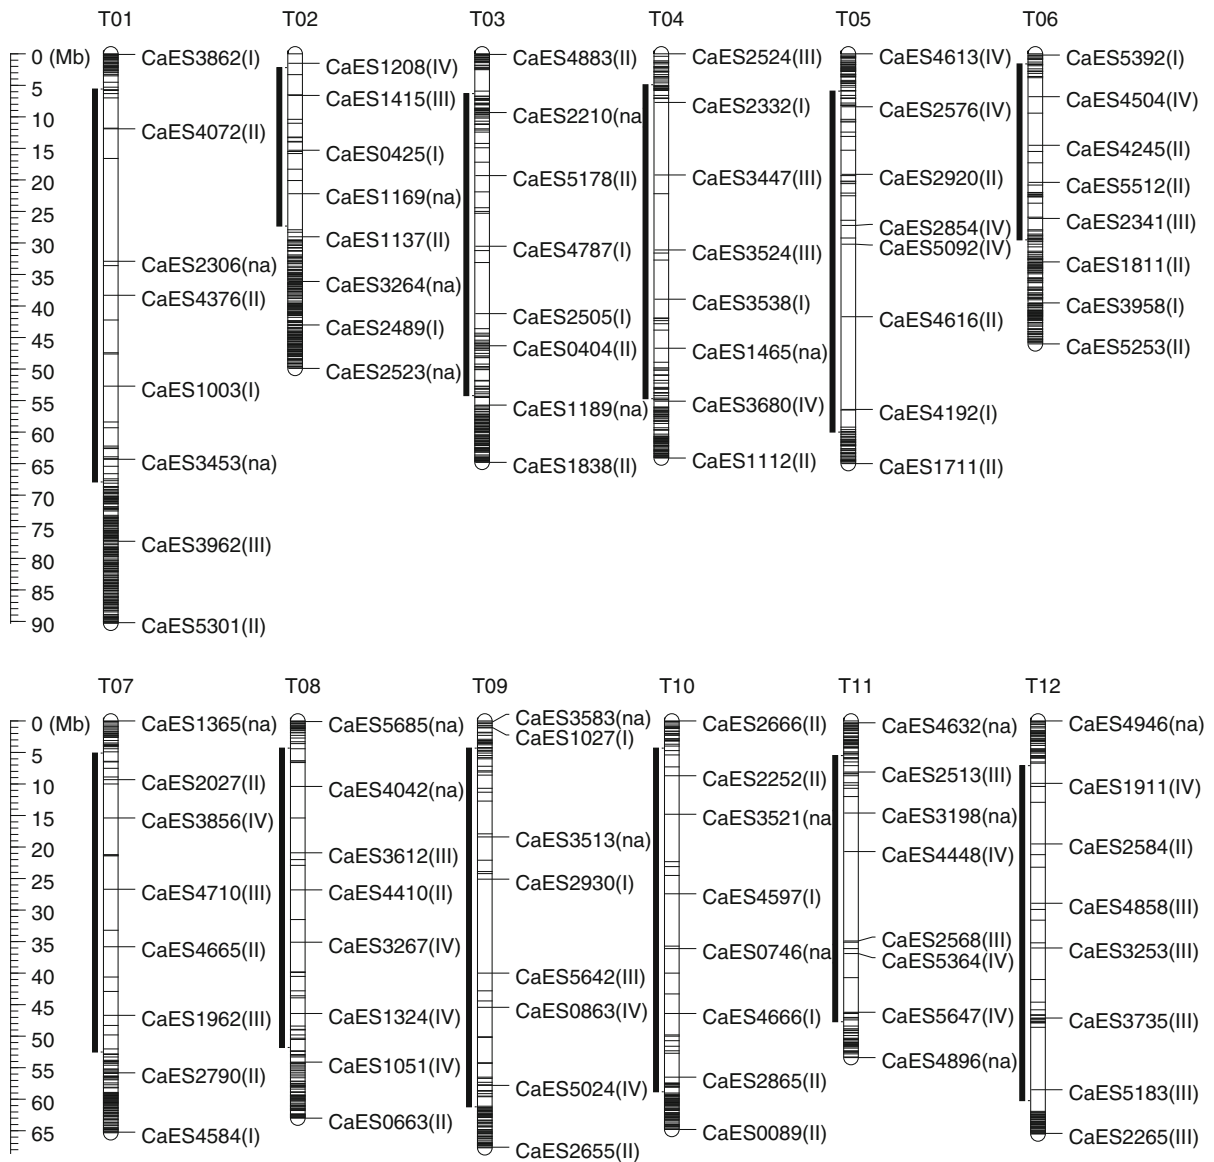 T01 T02 T03 T04 T05 T06
0 (Mb)
5
10
15
20
25
30
35
40
45
50
55
60
65
70
75
80
85
90
CaES3862(I)
CaES4072(II)
CaES2306(na)
CaES4376(II)
CaES1003(I)
CaES3453(na)
CaES3962(III)
CaES5301(II)
CaES1208(IV)
CaES1415(III)
CaES0425(I)
CaES1169(na)
CaES1137(II)
CaES3264(na)
CaES2489(I)
CaES2523(na)
CaES4883(II)
CaES2210(na
CaES5178(II)
CaES4787(I)
CaES2505(I)
CaES0404(II)
CaES1189(na)
CaES1838(II)
CaES2524(III)
CaES2332(I)
CaES3447(III)
CaES3524(III)
CaES3538(I)
CaES1465(na)
CaES3680(IV)
CaES1112(II)
CaES4613(IV)
CaES2576(IV)
CaES2920(II)
CaES2854(IV)
CaES5092(IV)
CaES4616(II)
CaES4192(I)
CaES1711(II)
CaES5392(I)
CaES4504(IV)
CaES4245(II)
CaES5512(II)
CaES2341(III)
CaES1811(II)
CaES3958(I)
CaES5253(II)
T07 T08 T09 T10 T11 T12
0 (Mb)
5
10
15
20
25
30
35
40
45
50
55
60
65
CaES1365(na)
CaES2027(II)
CaES3856(IV)
CaES4710(III)
CaES4665(II)
CaES1962(III)
CaES2790(II)
CaES4584(I)
CaES5685(na)
CaES4042(na)
CaES3612(III)
CaES4410(II)
CaES3267(IV)
CaES1324(IV)
CaES1051(IV)
CaES0663(II)
CaES3583(na)
CaES1027(I)
CaES3513(na)
CaES2930(I)
CaES5642(III)
CaES0863(IV)
CaES5024(IV)
CaES2655(II)
CaES2666(II)
CaES2252(II)
CaES3521(na
CaES4597(I)
CaES0746(na
CaES4666(I)
CaES2865(II)
CaES0089(II)
CaES4632(na)
CaES2513(III)
CaES3198(na)
CaES4448(IV)
CaES2568(III)
CaES5364(IV)
CaES5647(IV)
CaES4896(na)
CaES4946(na)
CaES1911(IV)
CaES2584(II)
CaES4858(III)
CaES3253(III)
CaES3735(III)
CaES5183(III)
CaES2265(III)